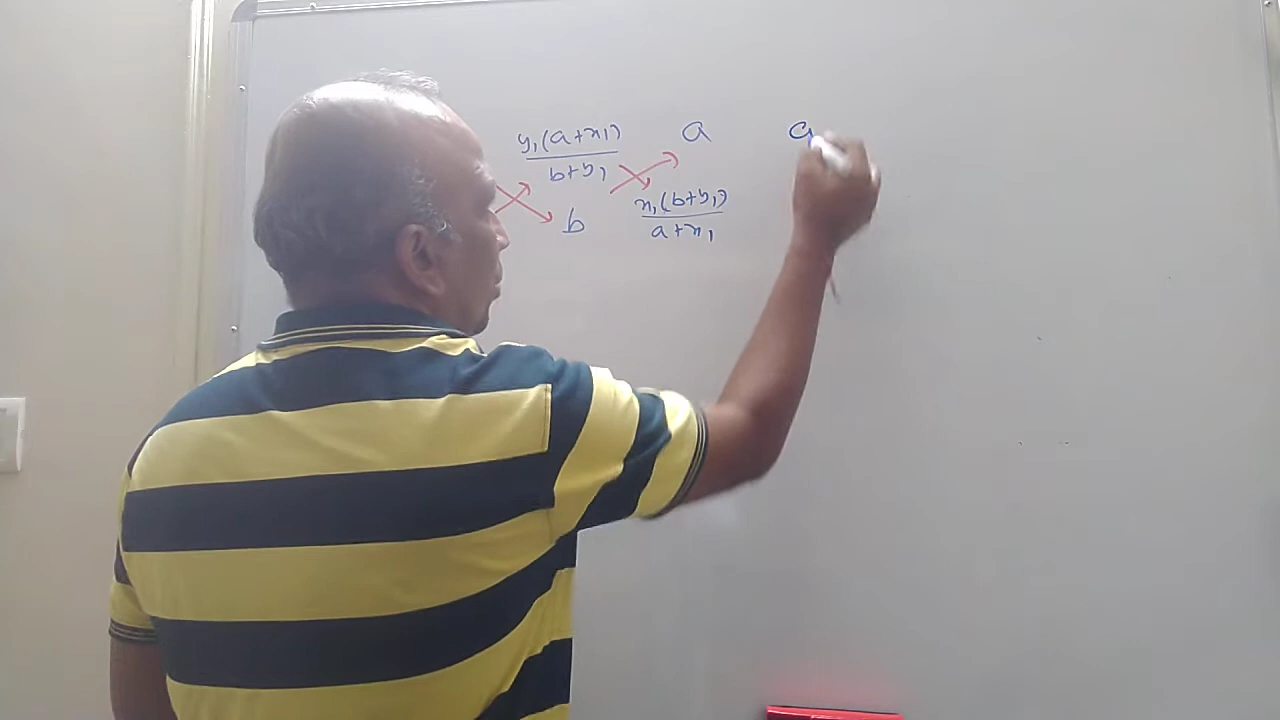 y₁(a+x₁) a a
b+y₁
b x₁(b+y₁)
a+x₁